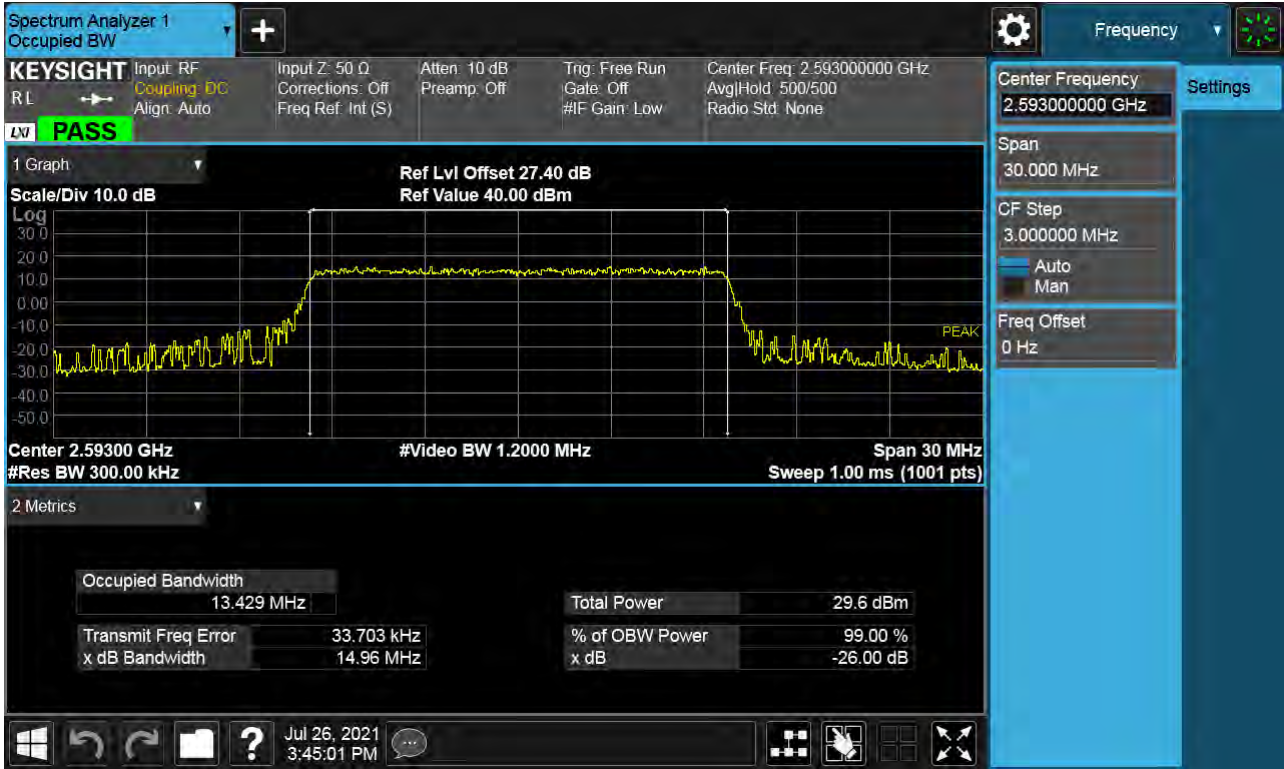 Spectrum Analyzer 1
Occupied BW
Frequency
KEYSIGHT
R L
LXI
PASS
Input: RF
Coupling: DC
Align: Auto
Input Z: 50 Ω
Corrections: Off
Freq Ref: Int (S)
Atten: 10 dB
Preamp: Off
Trig: Free Run
Gate: Off
#IF Gain: Low
Center Freq: 2.593000000 GHz
Avg|Hold: 500/500
Radio Std: None
Center Frequency
2.593000000 GHz
Settings
Span
30.000 MHz
CF Step
3.000000 MHz
Auto
Man
Freq Offset
0 Hz
1 Graph
Scale/Div 10.0 dB
Ref Lvl Offset 27.40 dB
Ref Value 40.00 dBm
Log
30.0
20.0
10.0
0.00
-10.0
-20.0
-30.0
-40.0
-50.0
PEAK
Center 2.59300 GHz
#Res BW 300.00 kHz
#Video BW 1.2000 MHz
Span 30 MHz
Sweep 1.00 ms (1001 pts)
2 Metrics
Occupied Bandwidth
13.429 MHz
Transmit Freq Error 33.703 kHz
x dB Bandwidth 14.96 MHz
Total Power 29.6 dBm
% of OBW Power 99.00 %
x dB -26.00 dB
?
Jul 26, 2021
3:45:01 PM